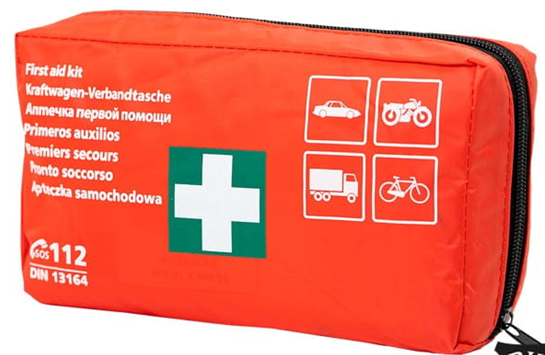 First aid kit
Kraftwagen-Verbandtasche
Аптечка первой помощи
Primeros auxilios
Premiers secours
Pronto soccorso
Apteczka samochodowa
SOS 112
DIN 13164